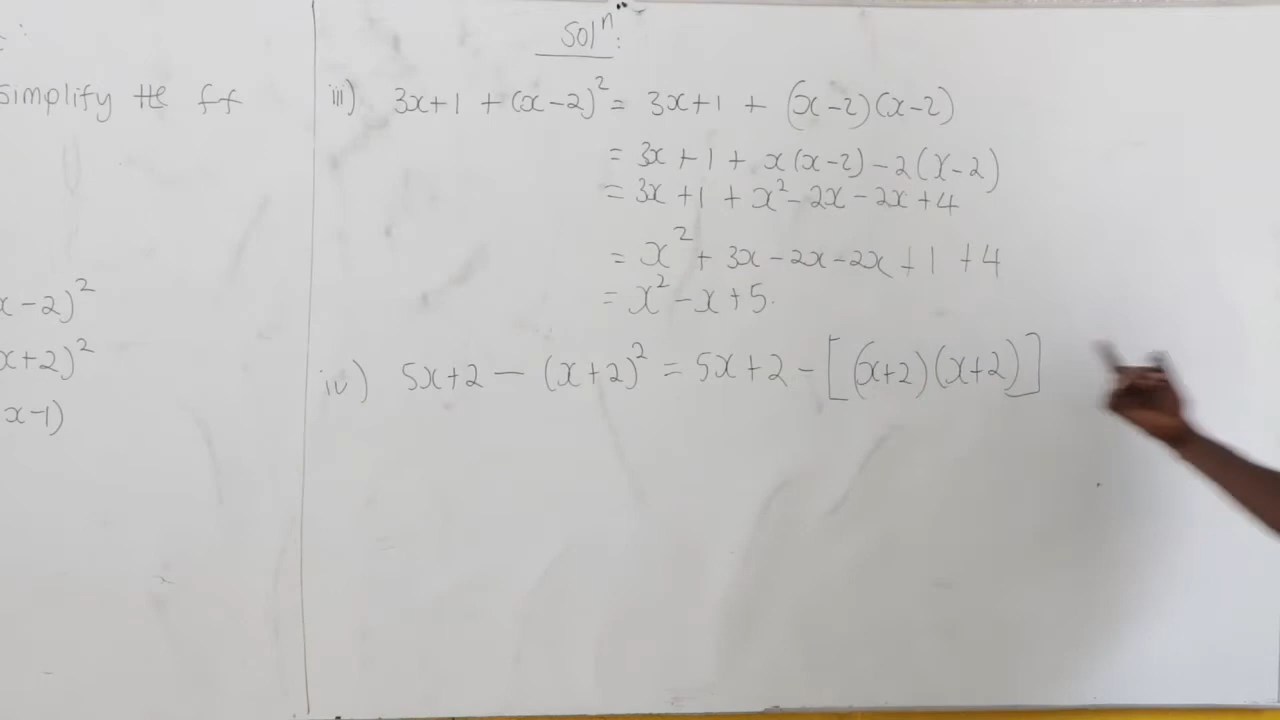 :
Simplify the ff
x-2)²
x+2)²
x-1)
Solⁿ:
iii) 3x+1 + (x-2)² = 3x+1 + (x-2)(x-2)
= 3x + 1 + x(x-2) - 2(x-2)
= 3x +1 + x² - 2x - 2x +4
= x² + 3x - 2x - 2x + 1 + 4
= x² - x + 5.
iv) 5x+2 - (x+2)² = 5x+2 - [(x+2)(x+2)]